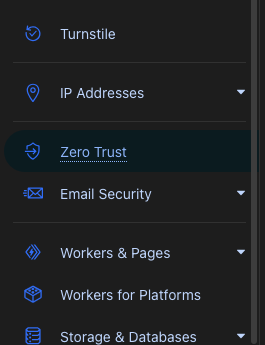 Turnstile
IP Addresses
Zero Trust
Email Security
Workers & Pages
Workers for Platforms
Storage & Databases